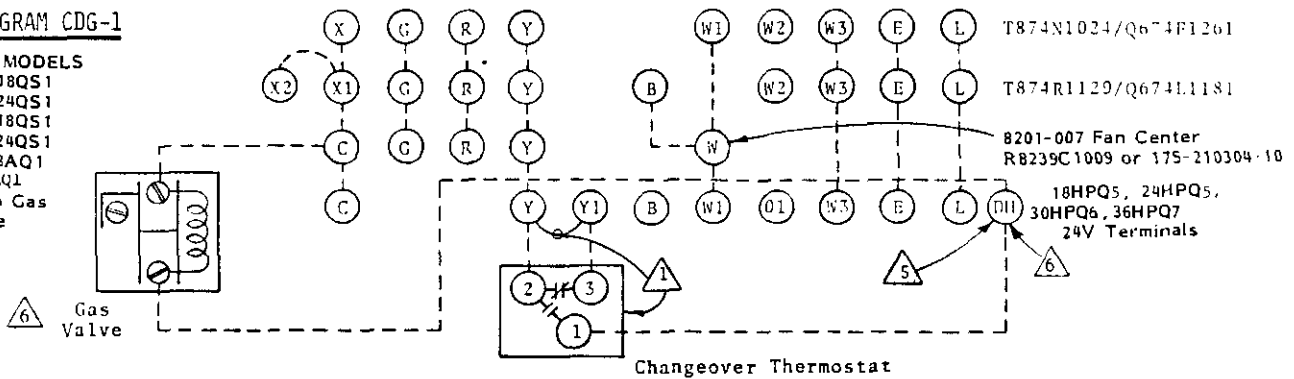 GRAM CDG-1
MODELS
18QS1
24QS1
18QS1
24QS1
8AQ1
AQ1
Gas
X G R Y W1 W2 W3 E L T874N1024/Q674F1261
X2 X1 G R Y B W2 W3 E L T874R1129/Q674L1181
C G R Y W
8201-007 Fan Center
R8239C1009 or 175-210304-10
C Y Y1 B W1 O1 W3 E L DH
18HPQ5, 24HPQ5,
30HPQ6, 36HPQ7
24V Terminals
5 6
1
2 3
1
6 Gas
Valve
Changeover Thermostat